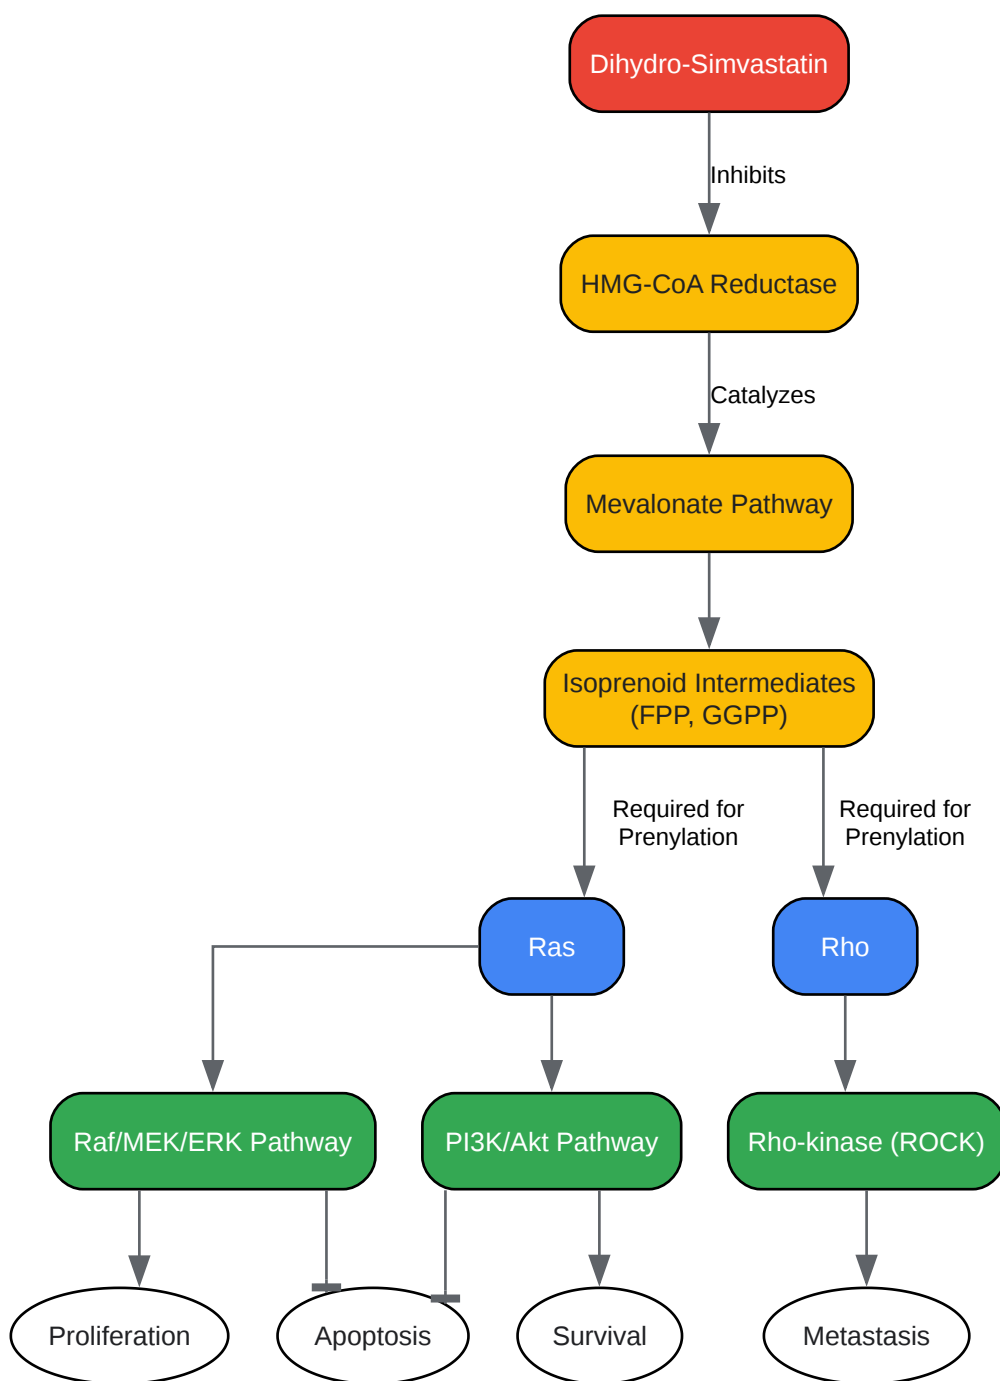 Dihydro-Simvastatin
Inhibits
HMG-CoA Reductase
Catalyzes
Mevalonate Pathway
Isoprenoid Intermediates
(FPP, GGPP)
Required for
Prenylation
Required for
Prenylation
Ras
Rho
Raf/MEK/ERK Pathway
PI3K/Akt Pathway
Rho-kinase (ROCK)
Proliferation
Apoptosis
Survival
Metastasis